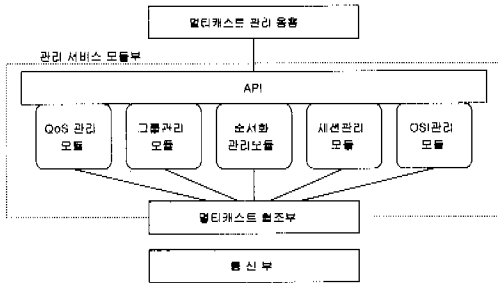 멀티캐스트 관리 응용
관리 서비스 모듈부
API
QoS 관리
모듈
그룹관리
모듈
순서화
관리모듈
세션관리
모듈
OSI관리
모듈
멀티캐스트 협조부
통 신 부